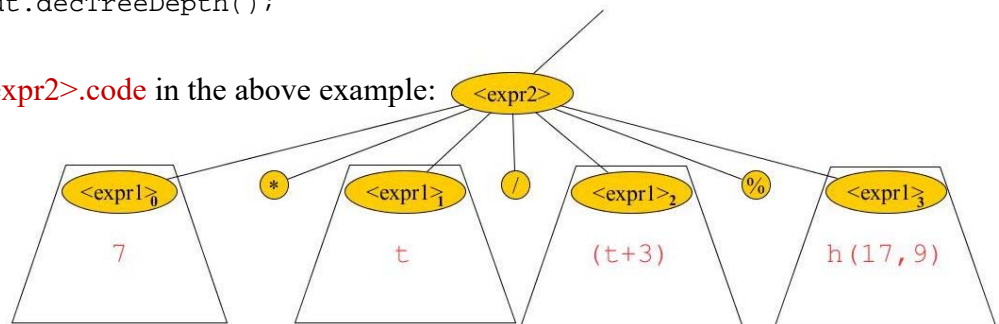 ut.decTreeDepth();
expr2>.code in the above example:
<expr2>
<expr1>0 * <expr1>1 / <expr1>2 % <expr1>3
7 t (t+3) h(17,9)